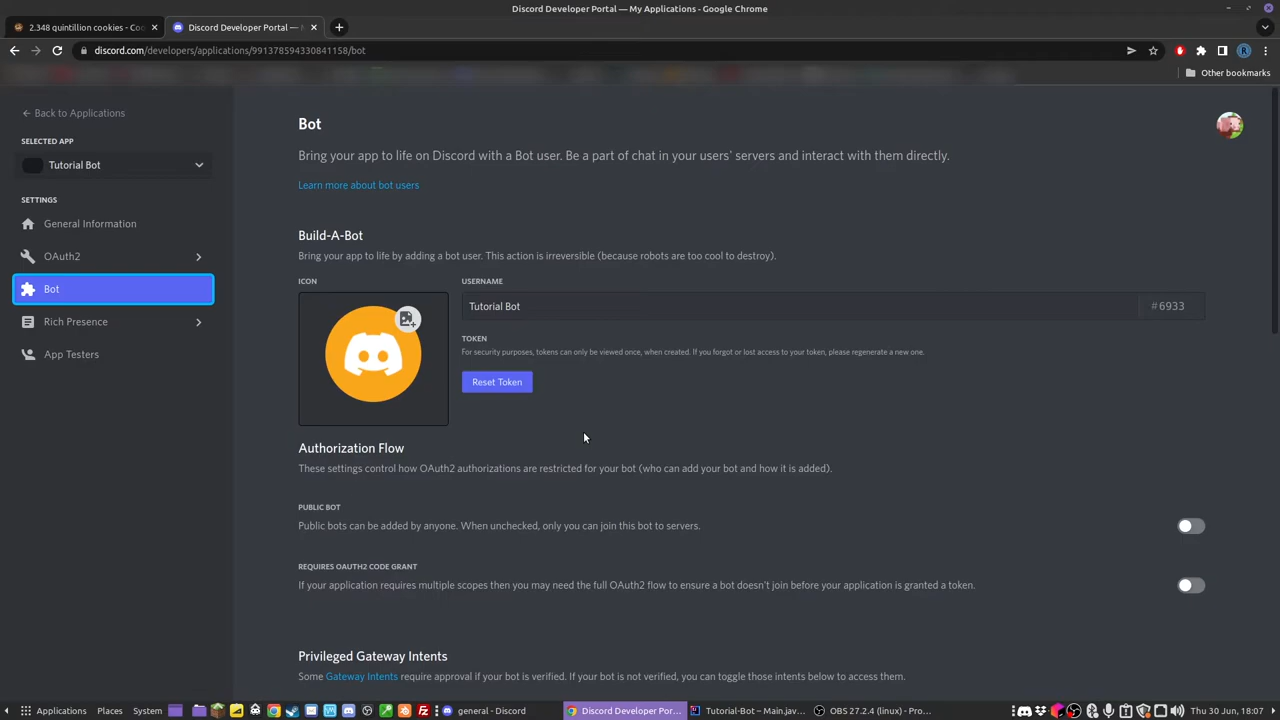 Discord Developer Portal — My Applications - Google Chrome
2.348 quintillion cookies - Coo
Discord Developer Portal —
discord.com/developers/applications/991378594330841158/bot
R
Other bookmarks
← Back to Applications
SELECTED APP
Tutorial Bot
SETTINGS
General Information
OAuth2
Bot
Rich Presence
App Testers
Bot
Bring your app to life on Discord with a Bot user. Be a part of chat in your users' servers and interact with them directly.
Learn more about bot users
Build-A-Bot
Bring your app to life by adding a bot user. This action is irreversible (because robots are too cool to destroy).
ICON
USERNAME
Tutorial Bot
#6933
TOKEN
For security purposes, tokens can only be viewed once, when created. If you forgot or lost access to your token, please regenerate a new one.
Reset Token
Authorization Flow
These settings control how OAuth2 authorizations are restricted for your bot (who can add your bot and how it is added).
PUBLIC BOT
Public bots can be added by anyone. When unchecked, only you can join this bot to servers.
REQUIRES OAUTH2 CODE GRANT
If your application requires multiple scopes then you may need the full OAuth2 flow to ensure a bot doesn't join before your application is granted a token.
Privileged Gateway Intents
Some Gateway Intents require approval if your bot is verified. If your bot is not verified, you can toggle those intents below to access them.
Applications Places System
general - Discord
Discord Developer Por...
Tutorial-Bot – Main.jav...
OBS 27.2.4 (linux) - Pro...
Thu 30 Jun, 18:07